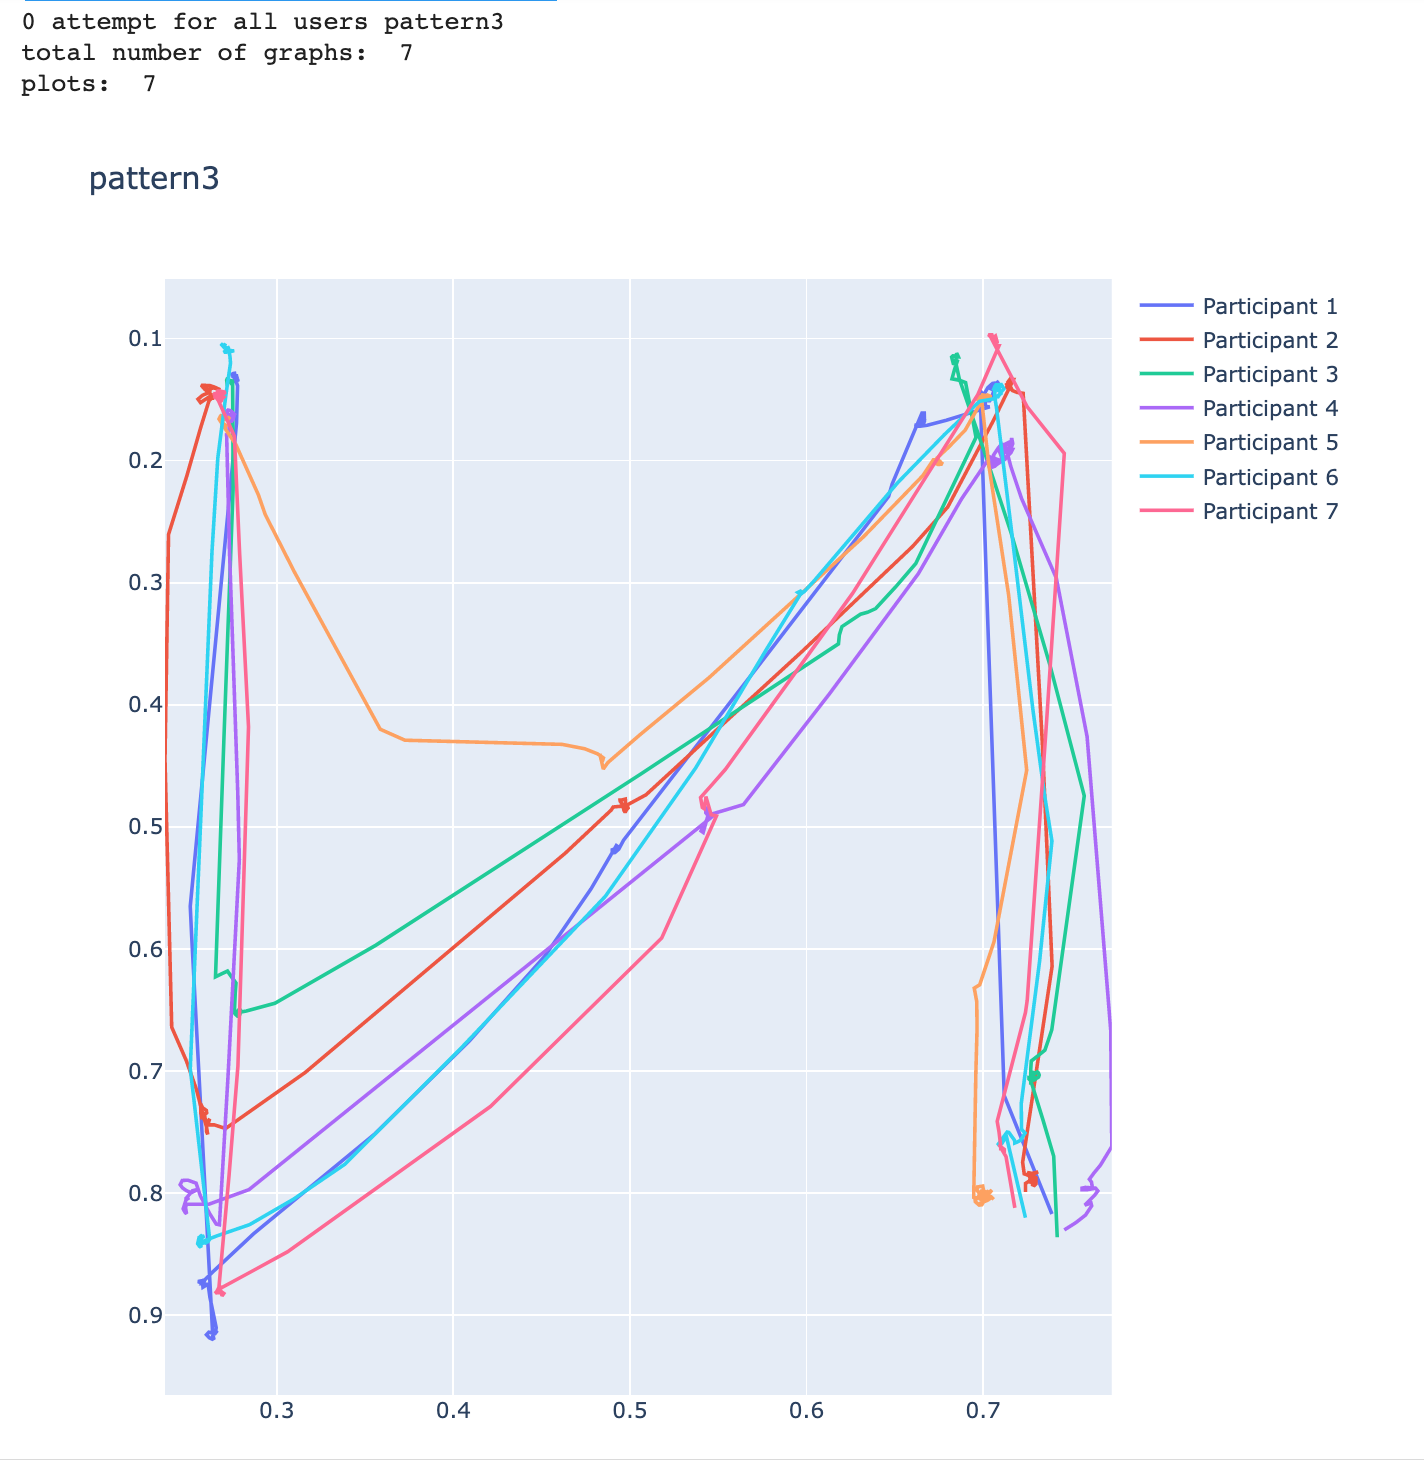 0 attempt for all users pattern3
total number of graphs:  7
plots:  7
pattern3
0.1
0.2
0.3
0.4
0.5
0.6
0.7
0.8
0.9
0.3
0.4
0.5
0.6
0.7
Participant 1
Participant 2
Participant 3
Participant 4
Participant 5
Participant 6
Participant 7